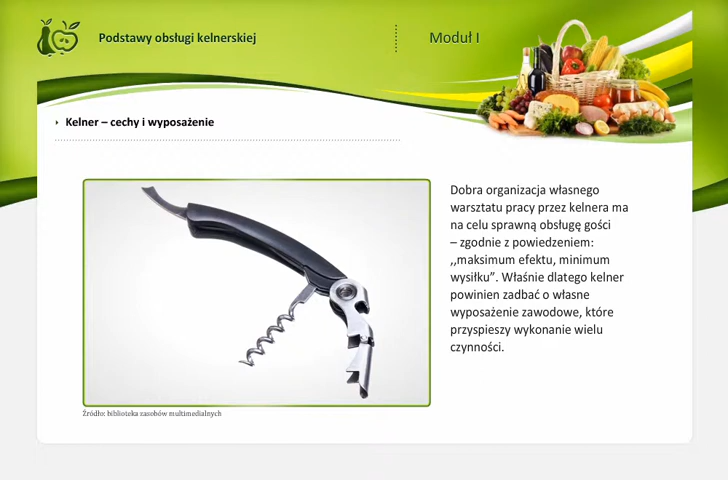 Podstawy obsługi kelnerskiej
Moduł I
Kelner – cechy i wyposażenie
Dobra organizacja własnego
warsztatu pracy przez kelnera ma
na celu sprawną obsługę gości
– zgodnie z powiedzeniem:
,,maksimum efektu, minimum
wysiłku”. Właśnie dlatego kelner
powinien zadbać o własne
wyposażenie zawodowe, które
przyspieszy wykonanie wielu
czynności.
Źródło: biblioteka zasobów multimedialnych